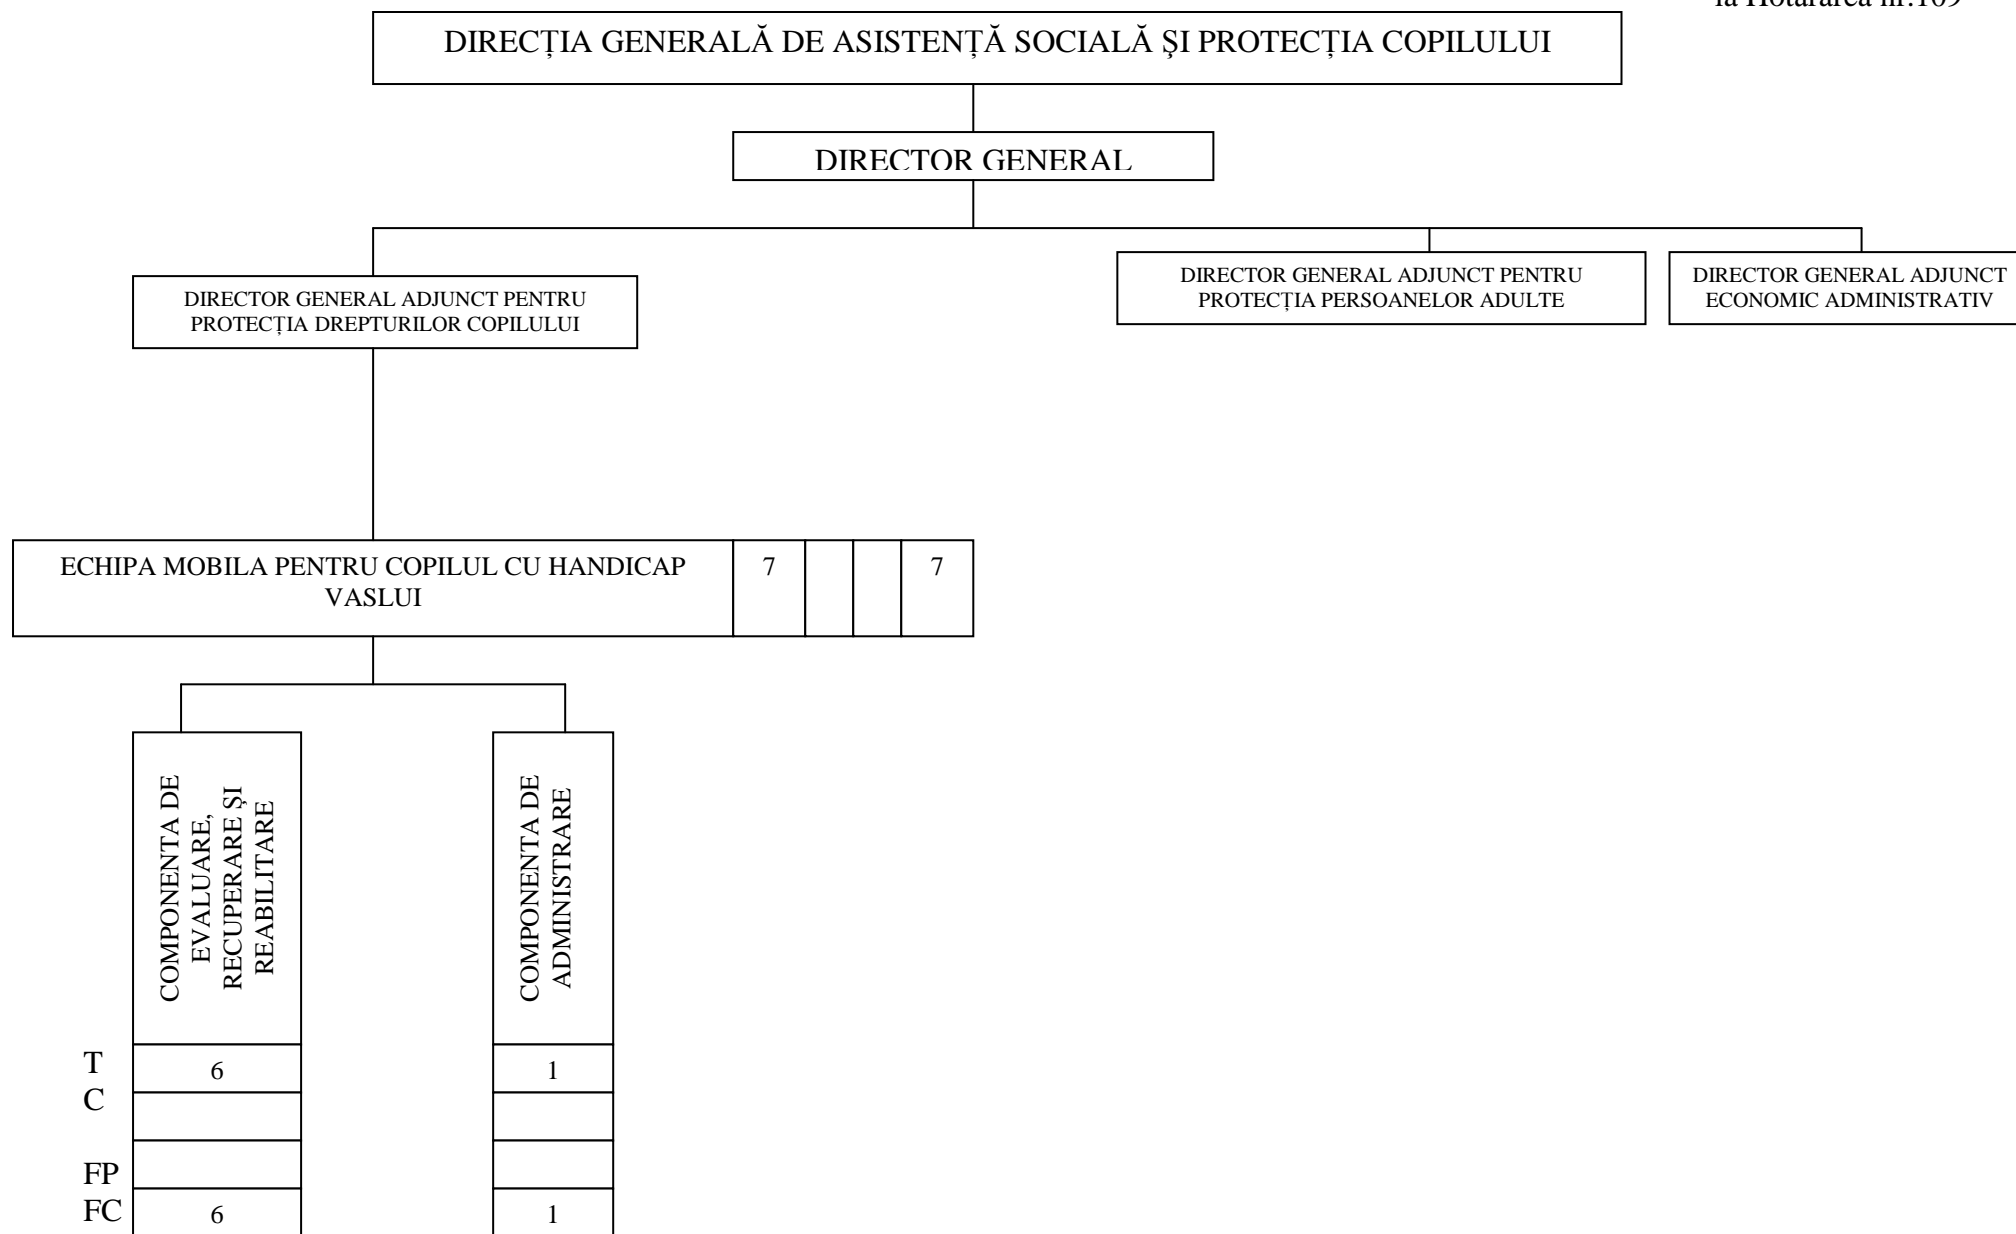 la Hotărârea nr.169
DIRECȚIA GENERALĂ DE ASISTENȚĂ SOCIALĂ ŞI PROTECȚIA COPILULUI
DIRECTOR GENERAL
DIRECTOR GENERAL ADJUNCT PENTRU
PROTECȚIA DREPTURILOR COPILULUI
DIRECTOR GENERAL ADJUNCT PENTRU
PROTECȚIA PERSOANELOR ADULTE
DIRECTOR GENERAL ADJUNCT
ECONOMIC ADMINISTRATIV
ECHIPA MOBILA PENTRU COPILUL CU HANDICAP
VASLUI
7
7
COMPONENTA DE
EVALUARE,
RECUPERARE ŞI
REABILITARE
COMPONENTA DE
ADMINISTRARE
T
6
1
C
FP
FC
6
1